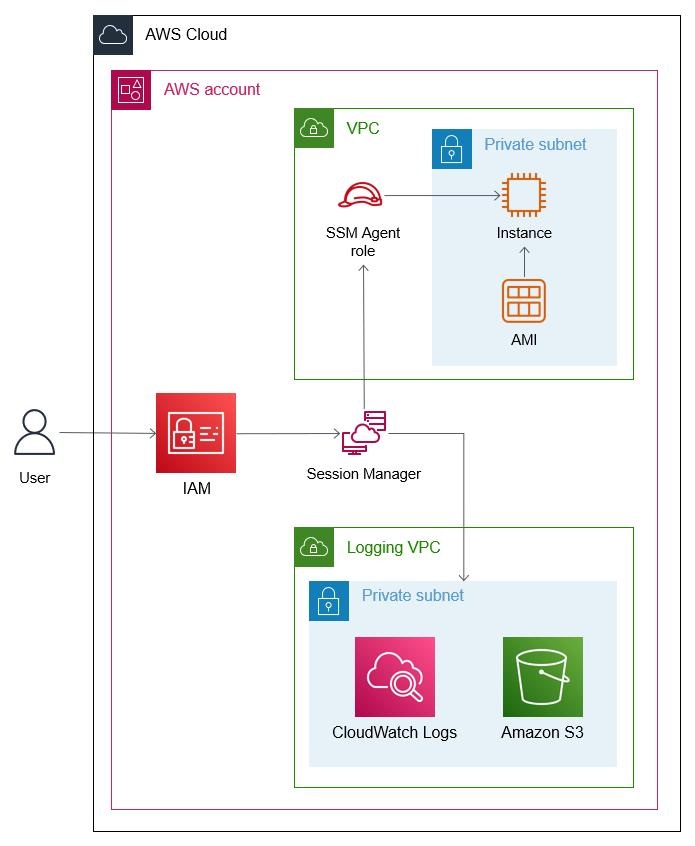 AWS Cloud
AWS account
VPC
Private subnet
SSM Agent
role
Instance
AMI
User
IAM
Session Manager
Logging VPC
Private subnet
CloudWatch Logs
Amazon S3